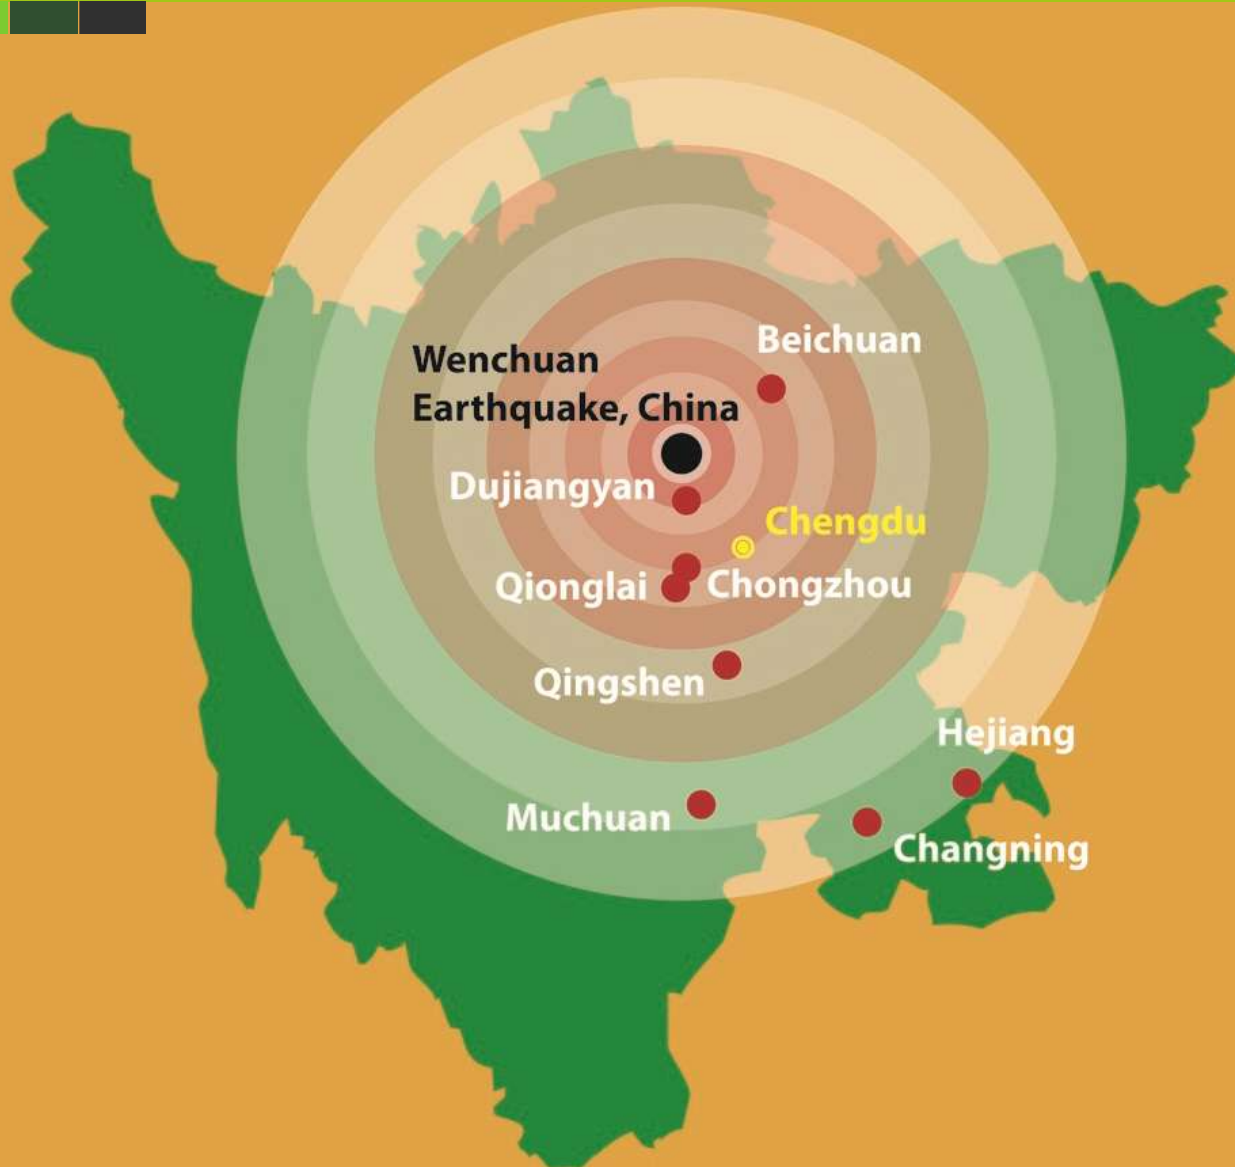 Beichuan
Wenchuan
Earthquake, China
Dujiangyan
Chengdu
Qionglai
Chongzhou
Qingshen
Hejiang
Muchuan
Changning